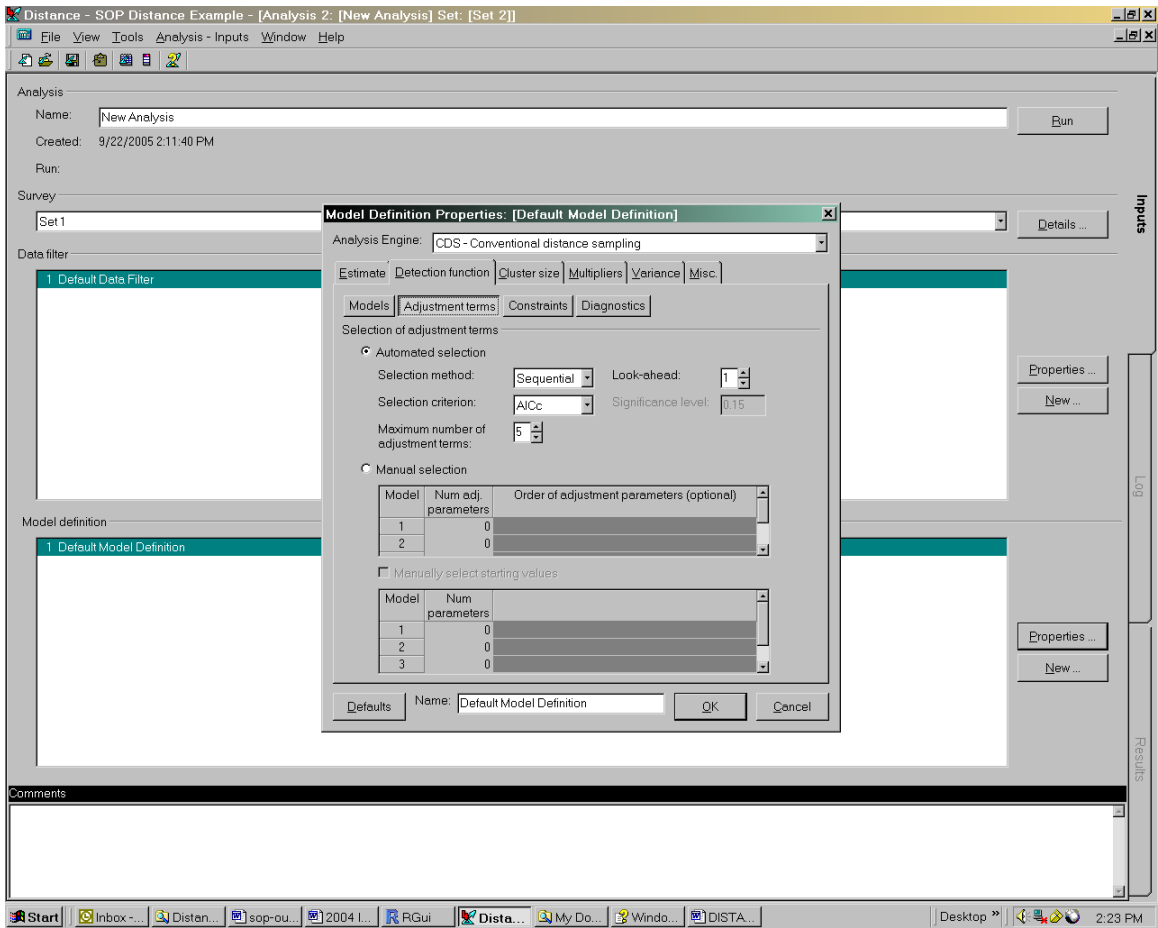 Distance - SOP Distance Example - [Analysis 2: [New Analysis] Set: [Set 2]]
File View Tools Analysis - Inputs Window Help
Analysis
Name: New Analysis Run
Created: 9/22/2005 2:11:40 PM
Run:
Survey
Set 1 Details ...
Data filter
1 Default Data Filter
Properties ...
New ...
Model definition
1 Default Model Definition
Properties ...
New ...
Inputs
Log
Results
Model Definition Properties: [Default Model Definition]
Analysis Engine: CDS - Conventional distance sampling
Estimate Detection function Cluster size Multipliers Variance Misc.
Models Adjustment terms Constraints Diagnostics
Selection of adjustment terms
Automated selection
Selection method: Sequential Look-ahead: 1
Selection criterion: AICc Significance level: 0.15
Maximum number of
adjustment terms: 5
Manual selection
Model Num adj. parameters Order of adjustment parameters (optional)
1 0
2 0
Manually select starting values
Model Num parameters
1 0
2 0
3 0
Defaults Name: Default Model Definition OK Cancel
Comments
Start Inbox -... Distan... sop-ou... 2004 I... RGui Dista... My Do... Windo... DISTA... Desktop » 2:23 PM